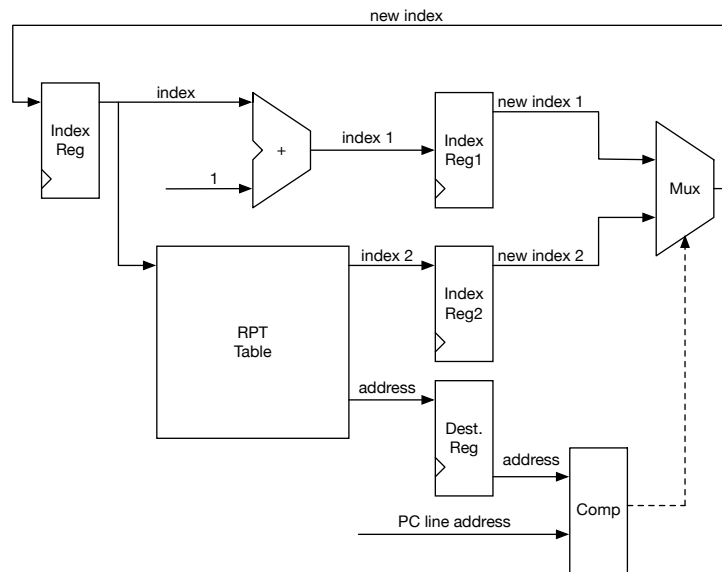 new index
index
Index
Reg
+
1
index 1
Index
Reg1
new index 1
Mux
RPT
Table
index 2
Index
Reg2
new index 2
address
Dest.
Reg
address
PC line address
Comp